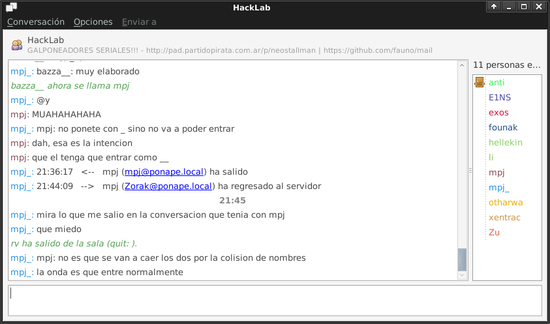 HackLab
Conversación Opciones Enviar a
HackLab
GALPONEADORES SERIALES!!! - http://pad.partidopirata.com.ar/p/neostallman | https://github.com/fauno/mail
mpj_: bazza__: muy elaborado
bazza__ ahora se llama mpj
mpj_: @y
mpj: MUAHAHAHAHA
mpj_: mpj: no ponete con _ sino no va a poder entrar
mpj: dah, esa es la intencion
mpj: que el tenga que entrar como __
mpj_: 21:36:17 <-- mpj (mpj@ponape.local) ha salido
mpj_: 21:44:09 --> mpj (Zorak@ponape.local) ha regresado al servidor
21:45
mpj_: mira lo que me salio en la conversacion que tenia con mpj
mpj_: que miedo
rv ha salido de la sala (quit: ).
mpj_: mpj: no es que se van a caer los dos por la colision de nombres
mpj_: la onda es que entre normalmente
11 personas e...
anti
E1NS
exos
founak
hellekin
li
mpj
mpj_
otharwa
xentrac
Zu